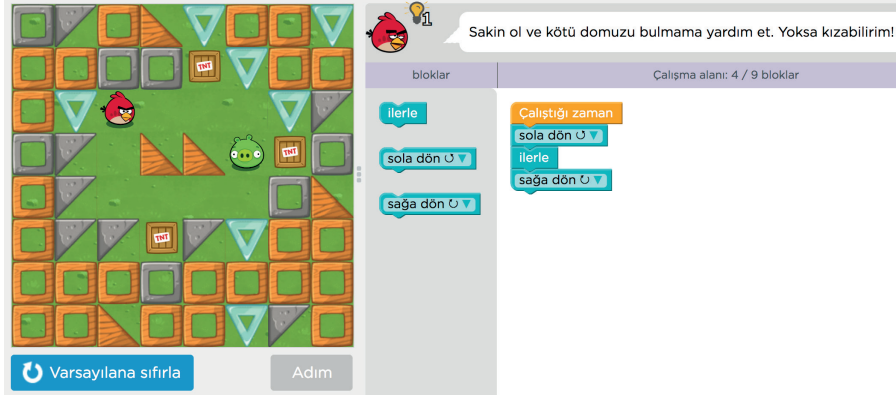 1
Sakin ol ve kötü domuzu bulmama yardım et. Yoksa kızabilirim!
bloklar
Çalışma alanı: 4 / 9 bloklar
TNT
ilerle
Çalıştığı zaman
sola dön
ilerle
sağa dön
sola dön
sağa dön
TNT
TNT
Varsayılana sıfırla
Adım